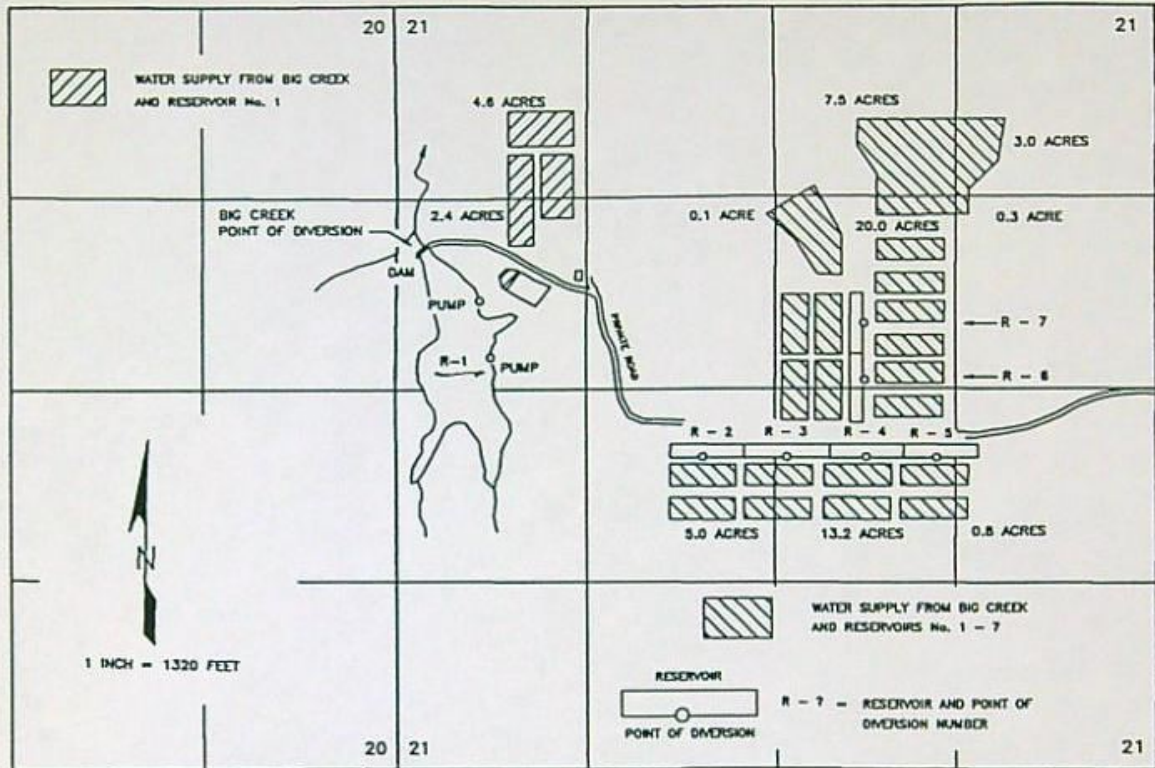 20 21
21
WATER SUPPLY FROM BIG CREEK
AND RESERVOIR No. 1
4.6 ACRES
7.5 ACRES
3.0 ACRES
BIG CREEK
POINT OF DIVERSION
2.4 ACRES
0.1 ACRE
20.0 ACRES
0.3 ACRE
DAM
PUMP
R-1
PUMP
PRIVATE ROAD
R - 7
R - 6
R - 2
R - 3
R - 4
R - 5
5.0 ACRES
13.2 ACRES
0.8 ACRES
N
1 INCH = 1320 FEET
WATER SUPPLY FROM BIG CREEK
AND RESERVOIRS No. 1 - 7
RESERVOIR
R - ? - RESERVOIR AND POINT OF
DIVERSION NUMBER
POINT OF DIVERSION
20 21
21